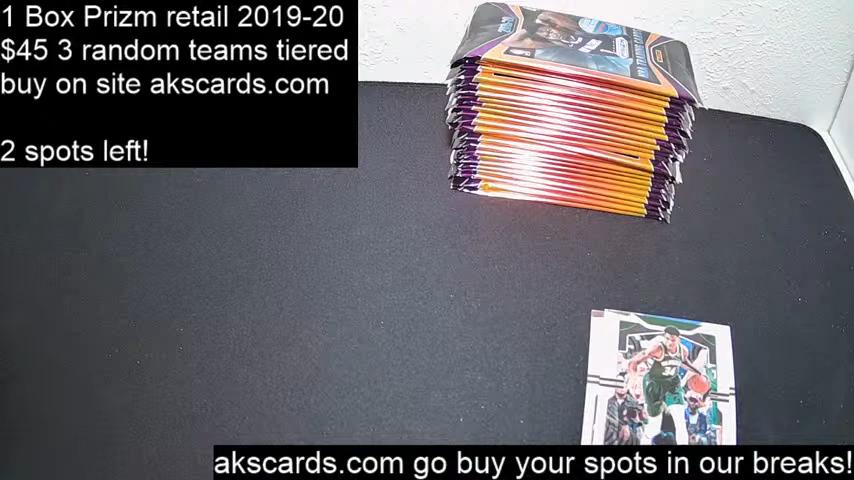 1 Box Prizm retail 2019-20
$45 3 random teams tiered
buy on site akscards.com
2 spots left!
akscards.com go buy your spots in our breaks!